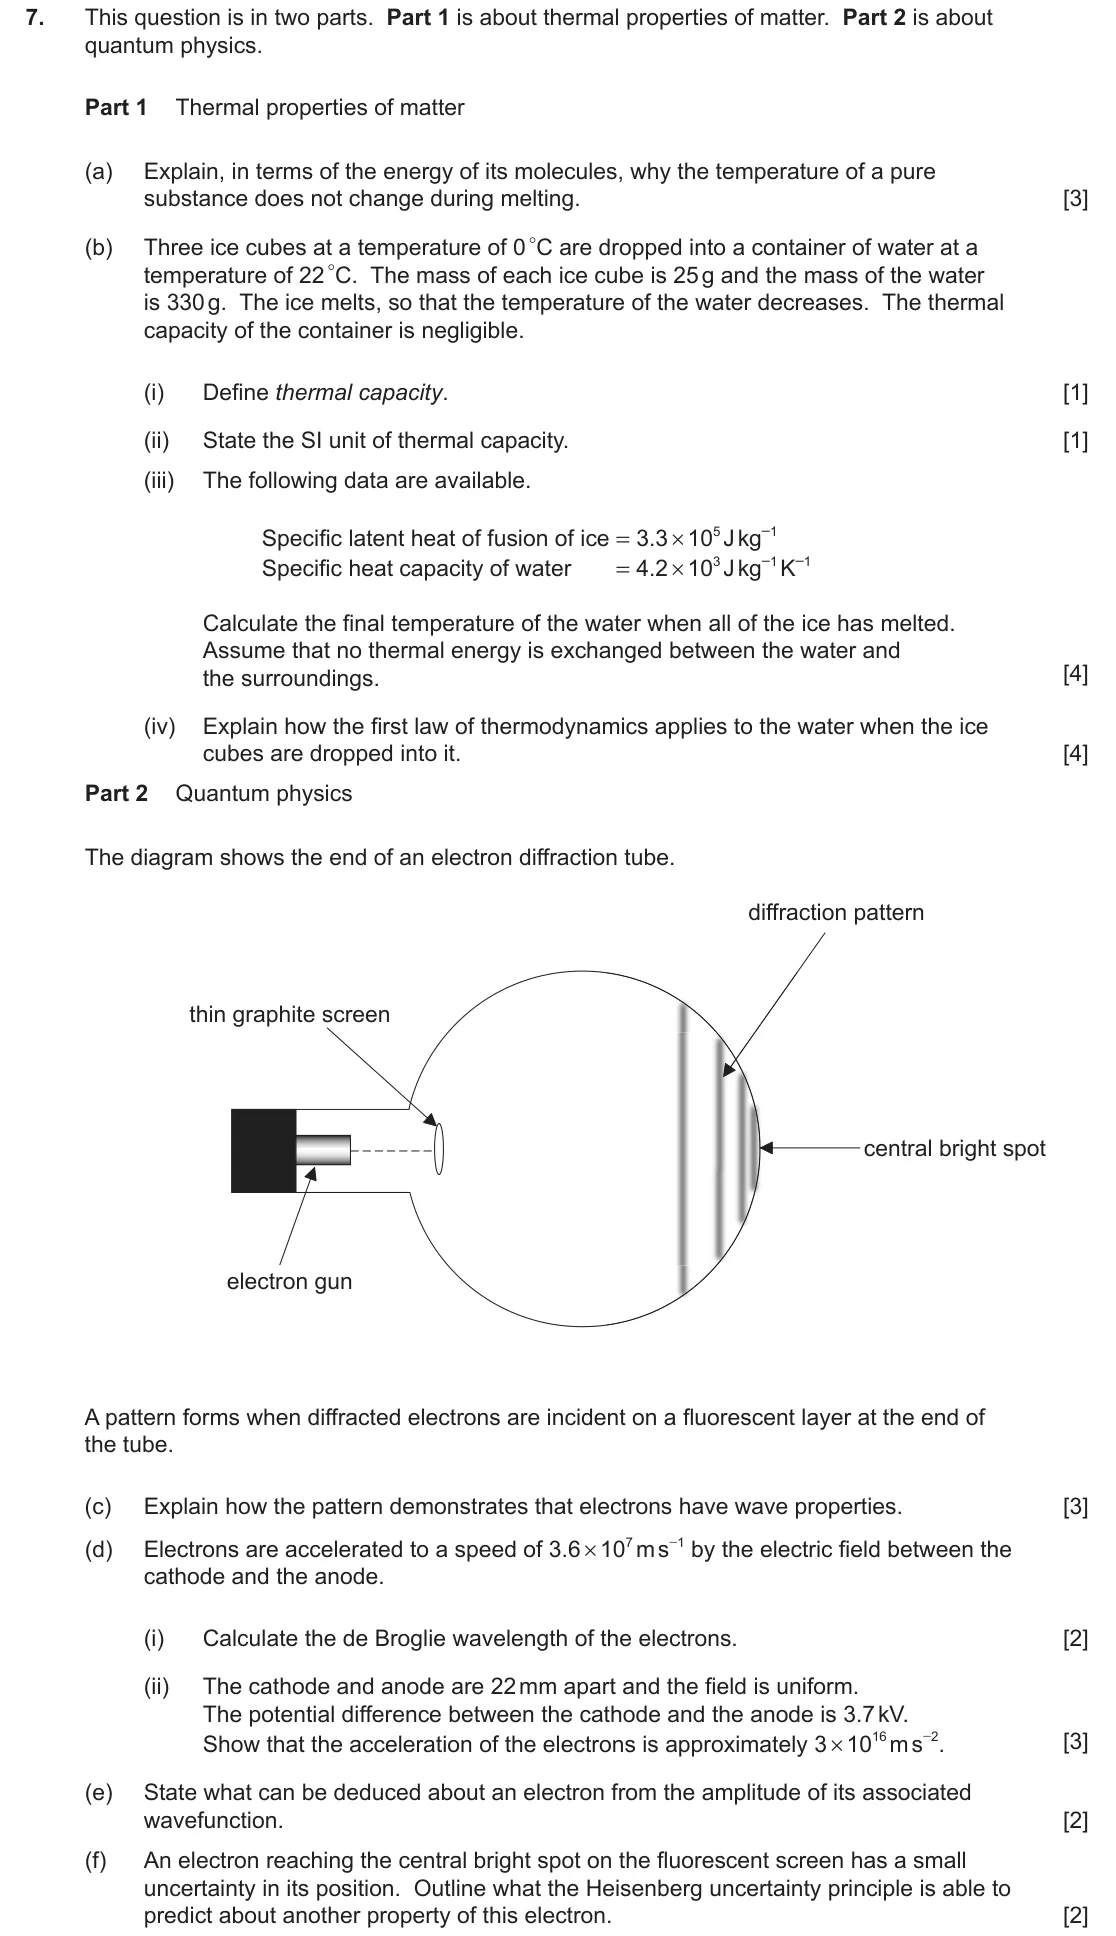 7. This question is in two parts. Part 1 is about thermal properties of matter. Part 2 is about
quantum physics.
Part 1 Thermal properties of matter
(a) Explain, in terms of the energy of its molecules, why the temperature of a pure
substance does not change during melting. [3]
(b) Three ice cubes at a temperature of 0°C are dropped into a container of water at a
temperature of 22°C. The mass of each ice cube is 25g and the mass of the water
is 330g. The ice melts, so that the temperature of the water decreases. The thermal
capacity of the container is negligible.
(i) Define thermal capacity. [1]
(ii) State the SI unit of thermal capacity. [1]
(iii) The following data are available.
Specific latent heat of fusion of ice = 3.3×10⁵Jkg⁻¹
Specific heat capacity of water = 4.2×10³Jkg⁻¹K⁻¹
Calculate the final temperature of the water when all of the ice has melted.
Assume that no thermal energy is exchanged between the water and
the surroundings. [4]
(iv) Explain how the first law of thermodynamics applies to the water when the ice
cubes are dropped into it. [4]
Part 2 Quantum physics
The diagram shows the end of an electron diffraction tube.
diffraction pattern
thin graphite screen
central bright spot
electron gun
A pattern forms when diffracted electrons are incident on a fluorescent layer at the end of
the tube.
(c) Explain how the pattern demonstrates that electrons have wave properties. [3]
(d) Electrons are accelerated to a speed of 3.6×10⁷ms⁻¹ by the electric field between the
cathode and the anode.
(i) Calculate the de Broglie wavelength of the electrons. [2]
(ii) The cathode and anode are 22mm apart and the field is uniform.
The potential difference between the cathode and the anode is 3.7kV.
Show that the acceleration of the electrons is approximately 3×10¹⁶ms⁻². [3]
(e) State what can be deduced about an electron from the amplitude of its associated
wavefunction. [2]
(f) An electron reaching the central bright spot on the fluorescent screen has a small
uncertainty in its position. Outline what the Heisenberg uncertainty principle is able to
predict about another property of this electron. [2]